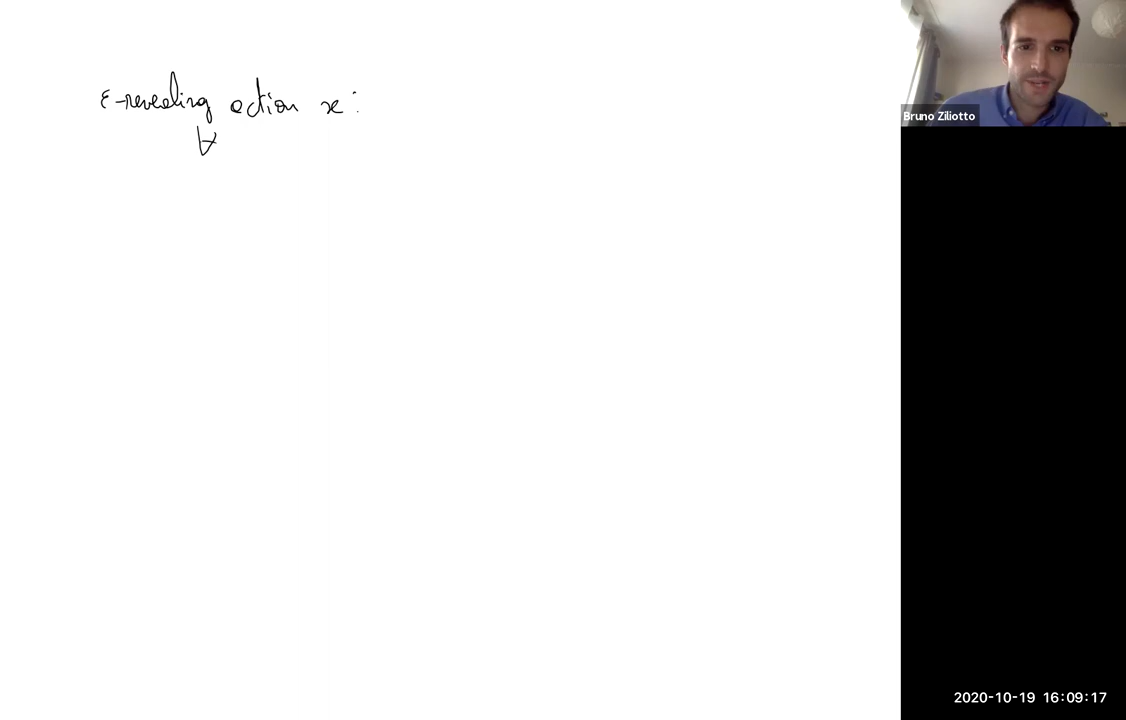 ε-revealing action x:
∀
Bruno Ziliotto
2020-10-19 16:09:17